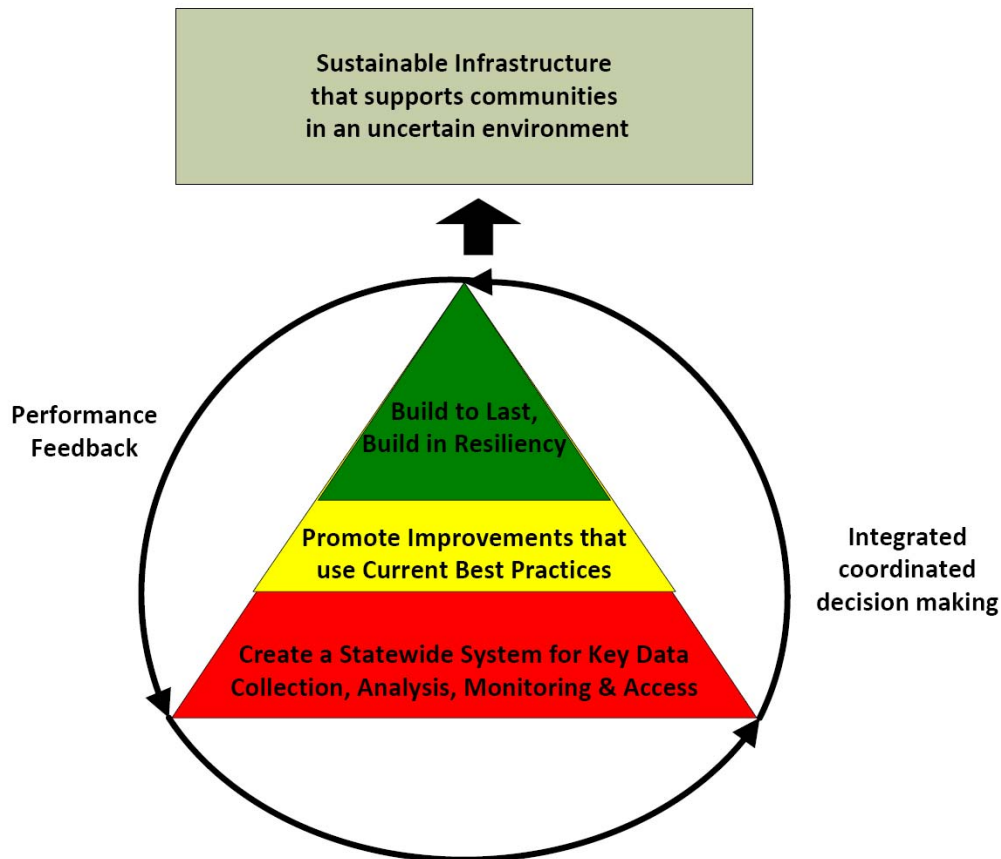 Sustainable Infrastructure
that supports communities
in an uncertain environment
Performance
Feedback
Build to Last,
Build in Resiliency
Promote Improvements that
use Current Best Practices
Integrated
coordinated
decision making
Create a Statewide System for Key Data
Collection, Analysis, Monitoring & Access